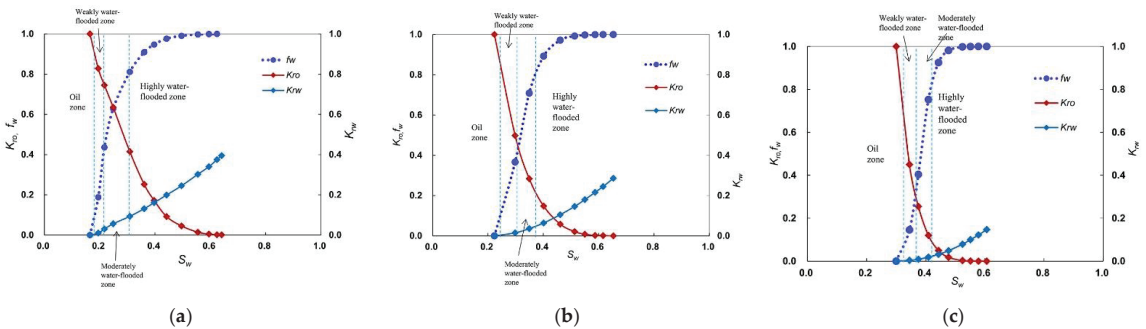 Weakly water-
flooded zone
1.0
0.8
0.6
0.4
0.2
0.0
Kro, fw
Oil
zone
Highly water-
flooded zone
fw
Kro
Krw
1.0
0.8
0.6
0.4
0.2
0.0
Krw
0.0 0.2 0.4 0.6 0.8 1.0
Sw
Moderately
water-flooded
zone
(a)
Weakly water-
flooded zone
1.0
0.8
0.6
0.4
0.2
0.0
Kro,fw
Oil
zone
Highly
water-
flooded
zone
fw
Kro
Krw
1.0
0.8
0.6
0.4
0.2
0.0
Krw
0.0 0.2 0.4 0.6 0.8 1.0
Sw
Moderately
water-flooded
zone
(b)
Weakly water-
flooded zone
Moderately
water-flooded
zone
1.0
0.8
0.6
0.4
0.2
0.0
Kro,fw
Oil
zone
Highly
water-flooded
zone
fw
Kro
Krw
1.0
0.8
0.6
0.4
0.2
0.0
Krw
0.0 0.2 0.4 0.6 0.8 1.0
Sw
(c)